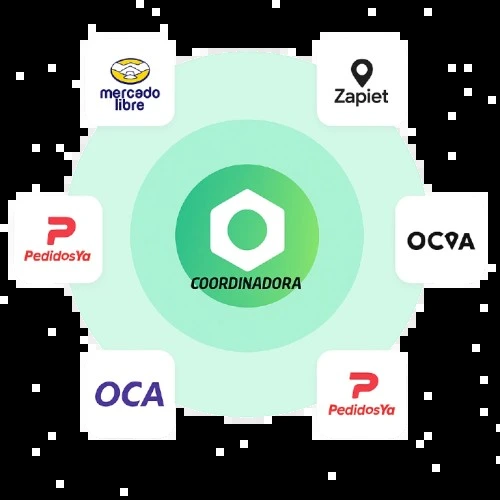 mercado
libre
Zapiet
PedidosYa
OCA
COORDINADORA
OCA
PedidosYa